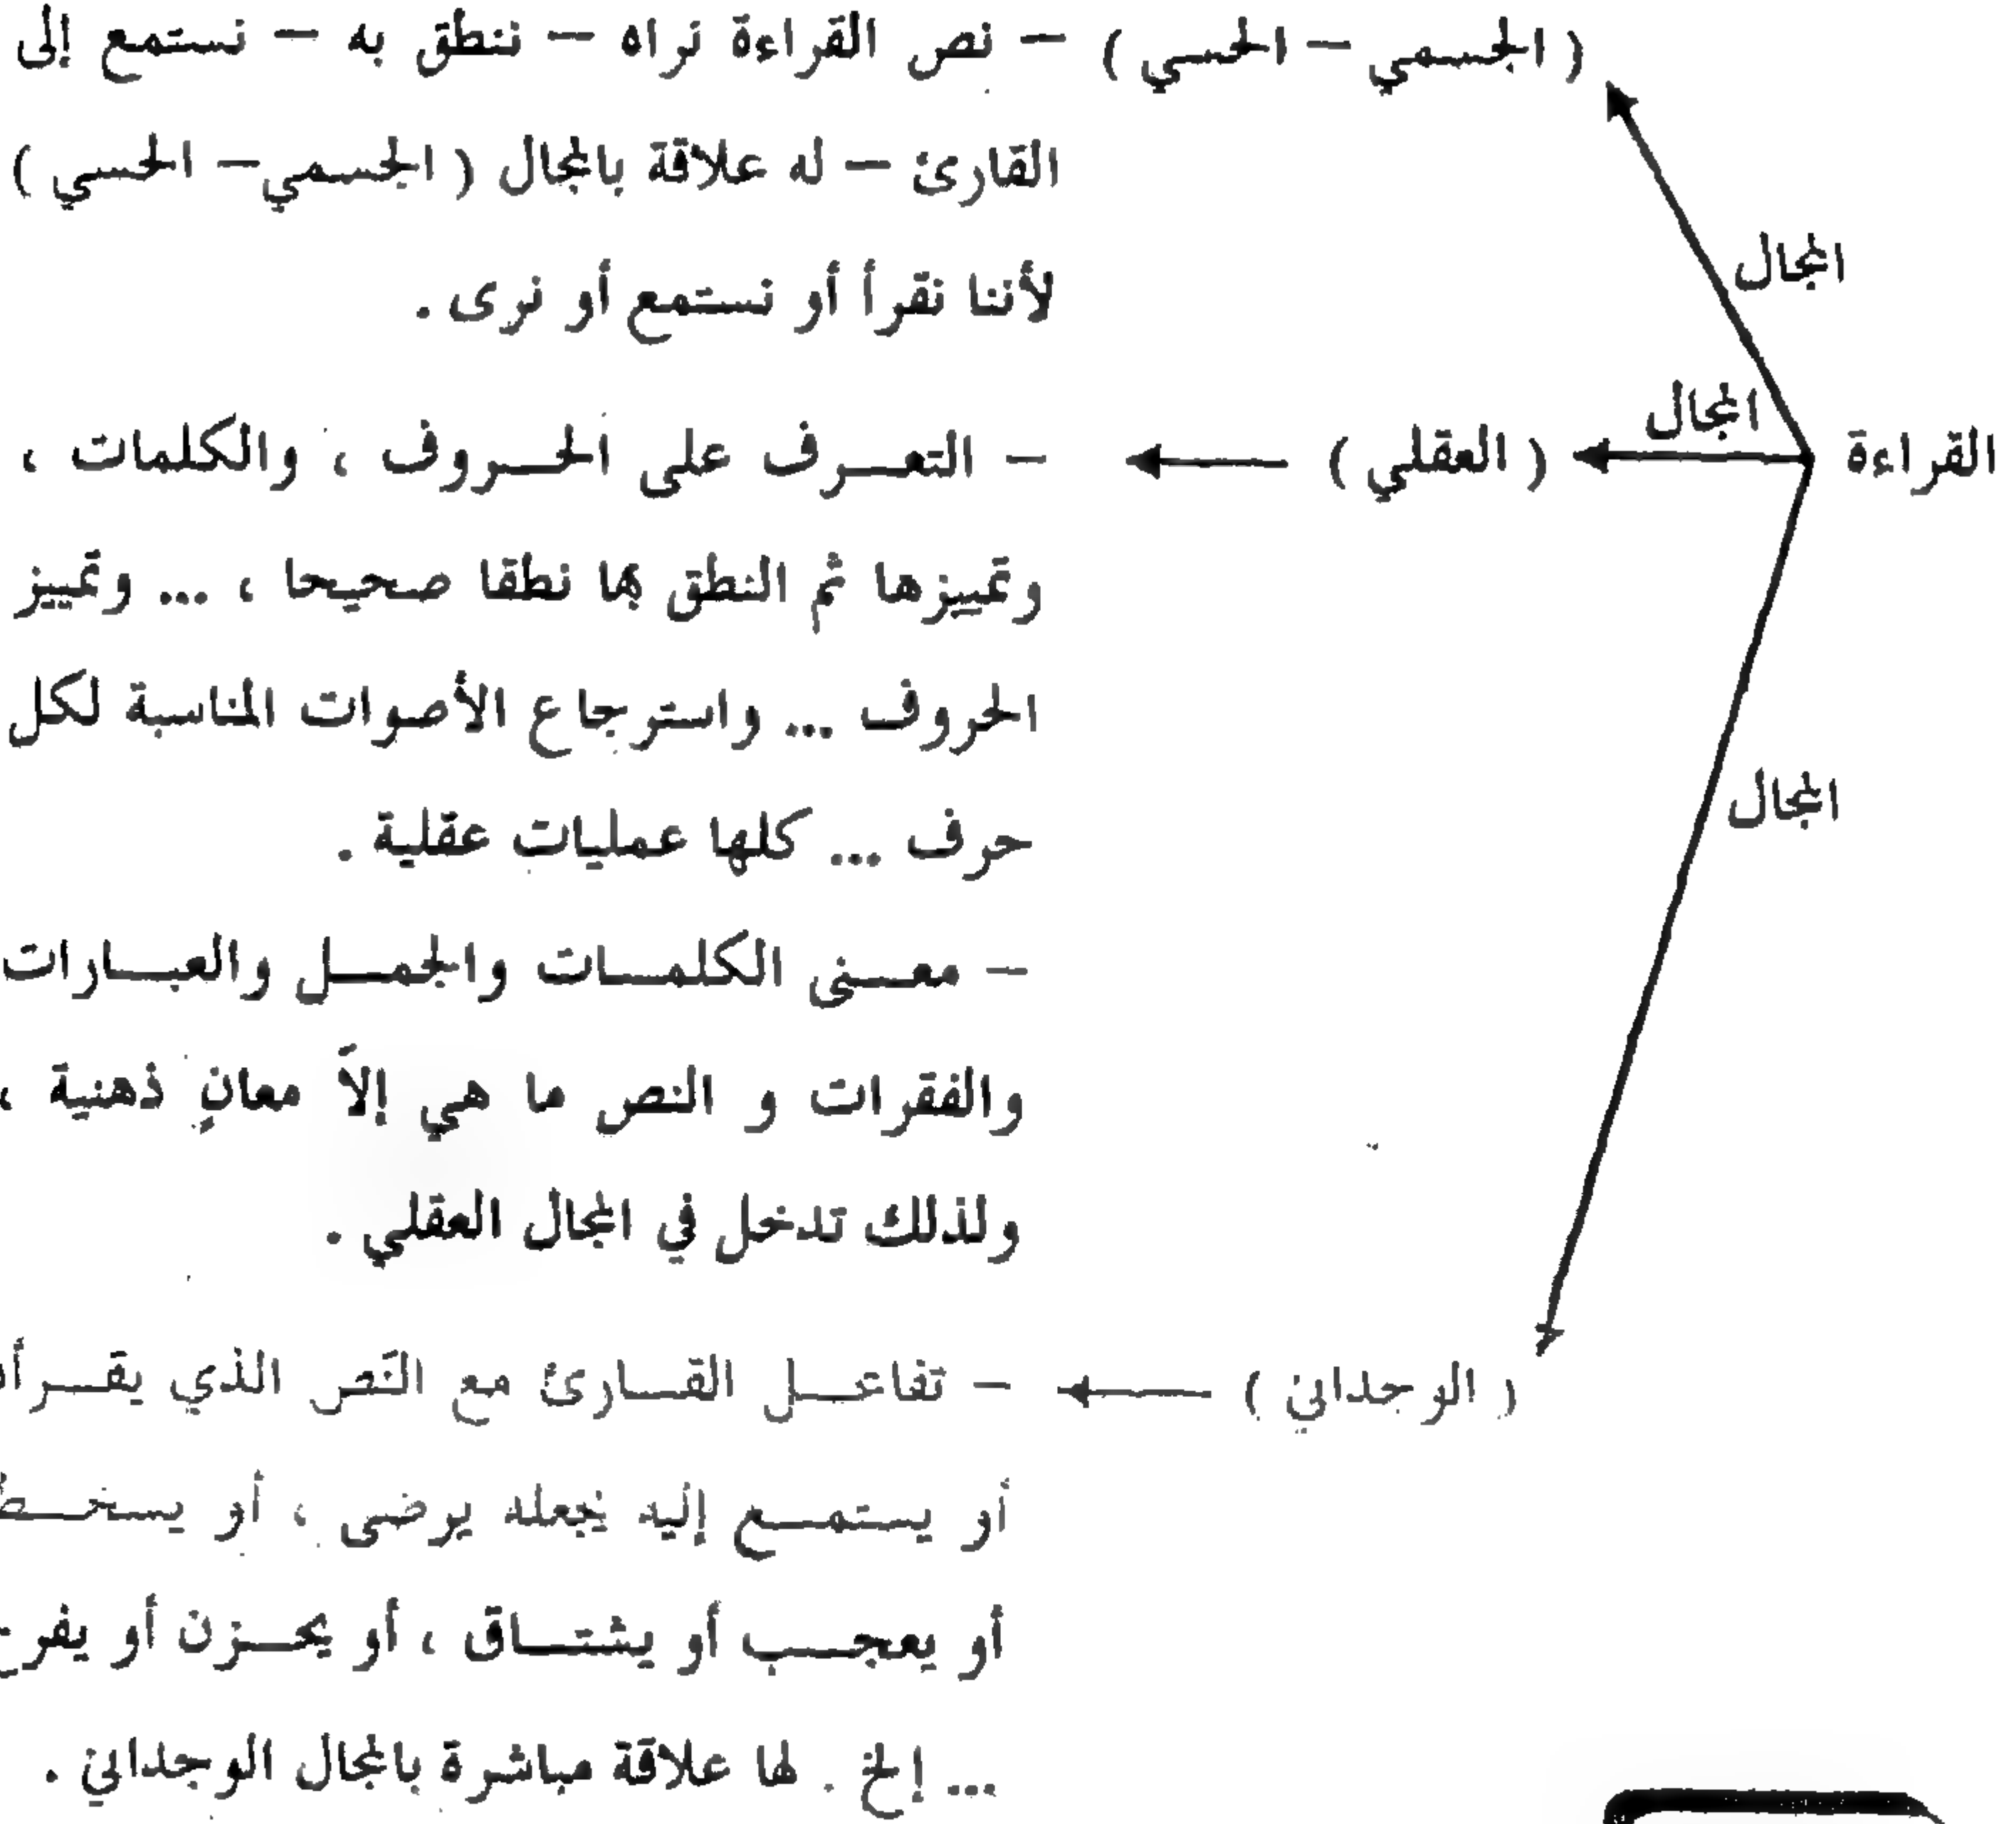 ( الجسمي – الحسي ) – نص القراءة نراه – ننطق به – نستمع إلى
القارئ – له علاقة بالمجال ( الجسمي – الحسي )
المجال
لأننا نقرأ أو نستمع أو نرى .
المجال
القراءة ( العقلي ) – التعرف على الحروف ، والكلمات ،
وتمييزها ثم النطق بها نطقا صحيحا ، ... وتمييز
الحروف ... واسترجاع الأصوات المناسبة لكل
المجال
حرف ... كلها عمليات عقلية .
– معنى الكلمات والجمل والعبارات
والفقرات و النص ما هي إلاّ معانٍ ذهنية ،
ولذلك تدخل في المجال العقلي .
( الوجداني ) – تفاعل القارئ مع النَص الذي يقرأه
أو يستمع إليه يجعله يرضى ، أو يسخط
أو يعجب أو يشتاق ، أو يحزن أو يفرح
... إلخ . لها علاقة مباشرة بالمجال الوجداني .